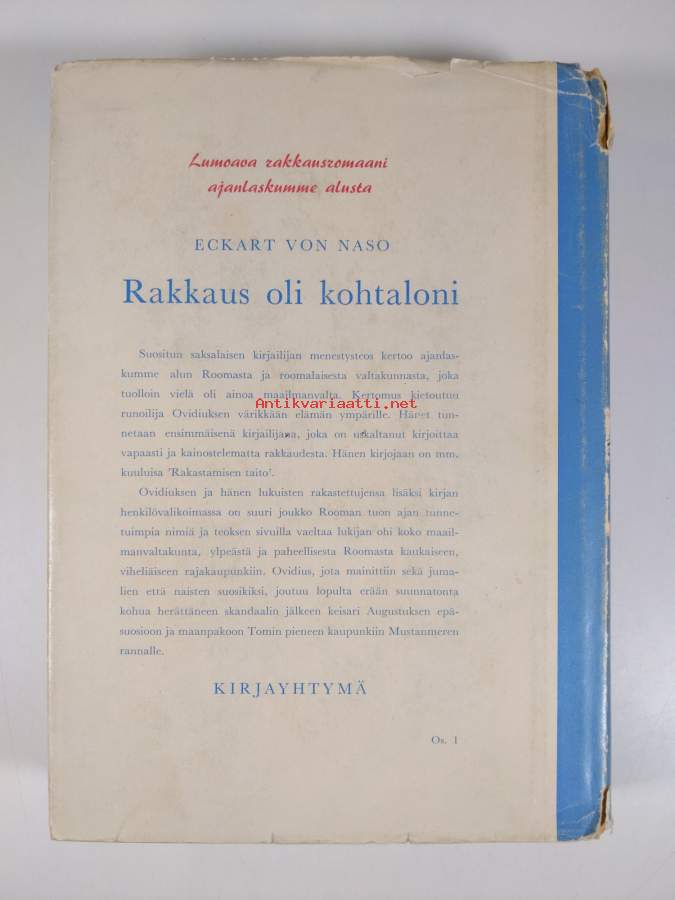 Lumoava rakkausromaani
ajanlaskumme alusta
ECKART VON NASO
Rakkaus oli kohtaloni
Suositun saksalaisen kirjailijan menestysteos kertoo ajanlas-
kumme alun Roomasta ja roomalaisesta valtakunnasta, joka
tuolloin vielä oli ainoa maailmanvalta. Kertomus kietoutuu
Antikvariaatti.net
runoilija Ovidiuksen värikkään elämän ympärille. Hänet tun-
netaan ensimmäisenä kirjailijana, joka on uskaltanut kirjoittaa
vapaasti ja kainostelematta rakkaudesta. Hänen kirjojaan on mm.
kuuluisa 'Rakastamisen taito'.
Ovidiuksen ja hänen lukuisten rakastettujensa lisäksi kirjan
henkilövalikoimassa on suuri joukko Rooman tuon ajan tunne-
tuimpia nimiä ja teoksen sivuilla vaeltaa lukijan ohi koko maail-
manvaltakunta, ylpeästä ja paheellisesta Roomasta kaukaiseen,
viheliäiseen rajakaupunkiin. Ovidius, jota mainittiin sekä juma-
lien että naisten suosikiksi, joutuu lopulta erään suunnatonta
kohua herättäneen skandaalin jälkeen keisari Augustuksen epä-
suosioon ja maanpakoon Tomin pieneen kaupunkiin Mustanmeren
rannalle.
KIRJAYHTYMÄ
Os. 1